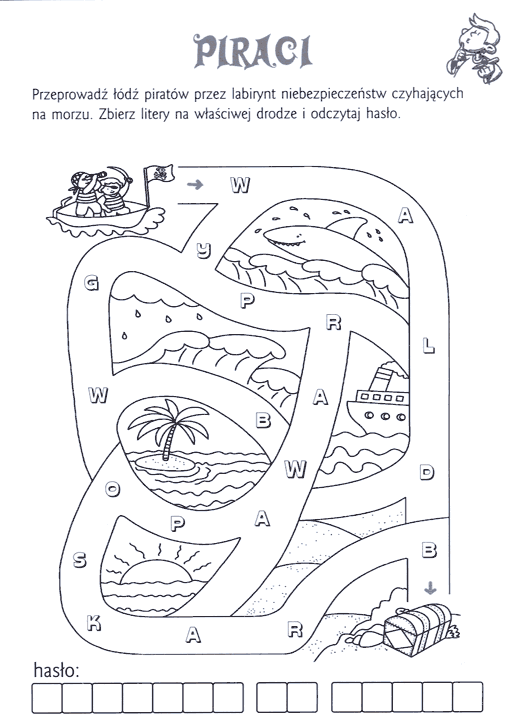 PIRACI
Przeprowadź łódź piratów przez labirynt niebezpieczeństw czyhających
na morzu. Zbierz litery na właściwej drodze i odczytaj hasło.
W
A
Y
G
P
R
L
W
A
B
W
D
O
P
A
B
S
K
A
R
hasło: